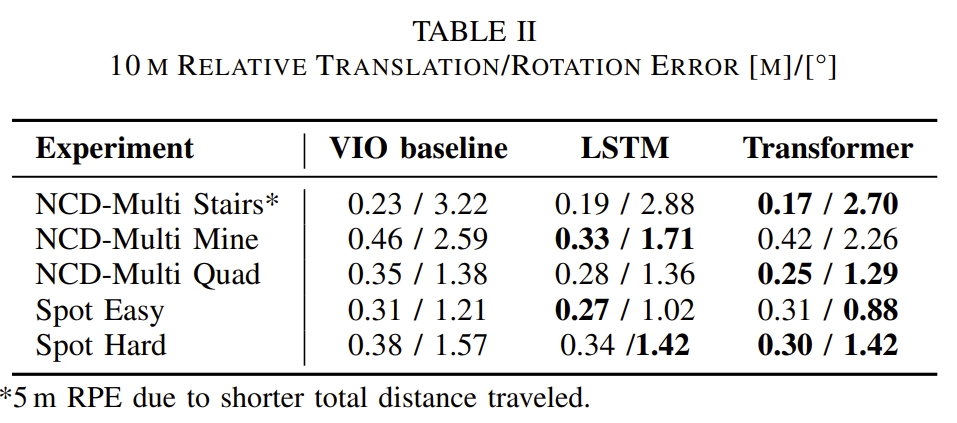 TABLE II
10 M RELATIVE TRANSLATION/ROTATION ERROR [M]/[°]
Experiment VIO baseline LSTM Transformer
NCD-Multi Stairs* 0.23 / 3.22 0.19 / 2.88 0.17 / 2.70
NCD-Multi Mine 0.46 / 2.59 0.33 / 1.71 0.42 / 2.26
NCD-Multi Quad 0.35 / 1.38 0.28 / 1.36 0.25 / 1.29
Spot Easy 0.31 / 1.21 0.27 / 1.02 0.31 / 0.88
Spot Hard 0.38 / 1.57 0.34 /1.42 0.30 / 1.42
*5 m RPE due to shorter total distance traveled.